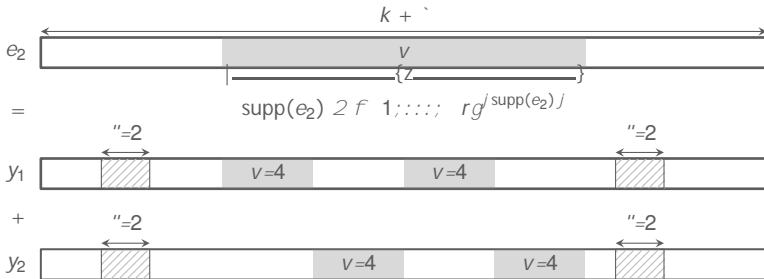 k + `
e2 v
| {z }
= supp(e2) 2 f 1; : : : ; rg j supp(e2) j
"=2 "=2
y1 v=4 v=4
+ "=2 "=2
y2 v=4 v=4